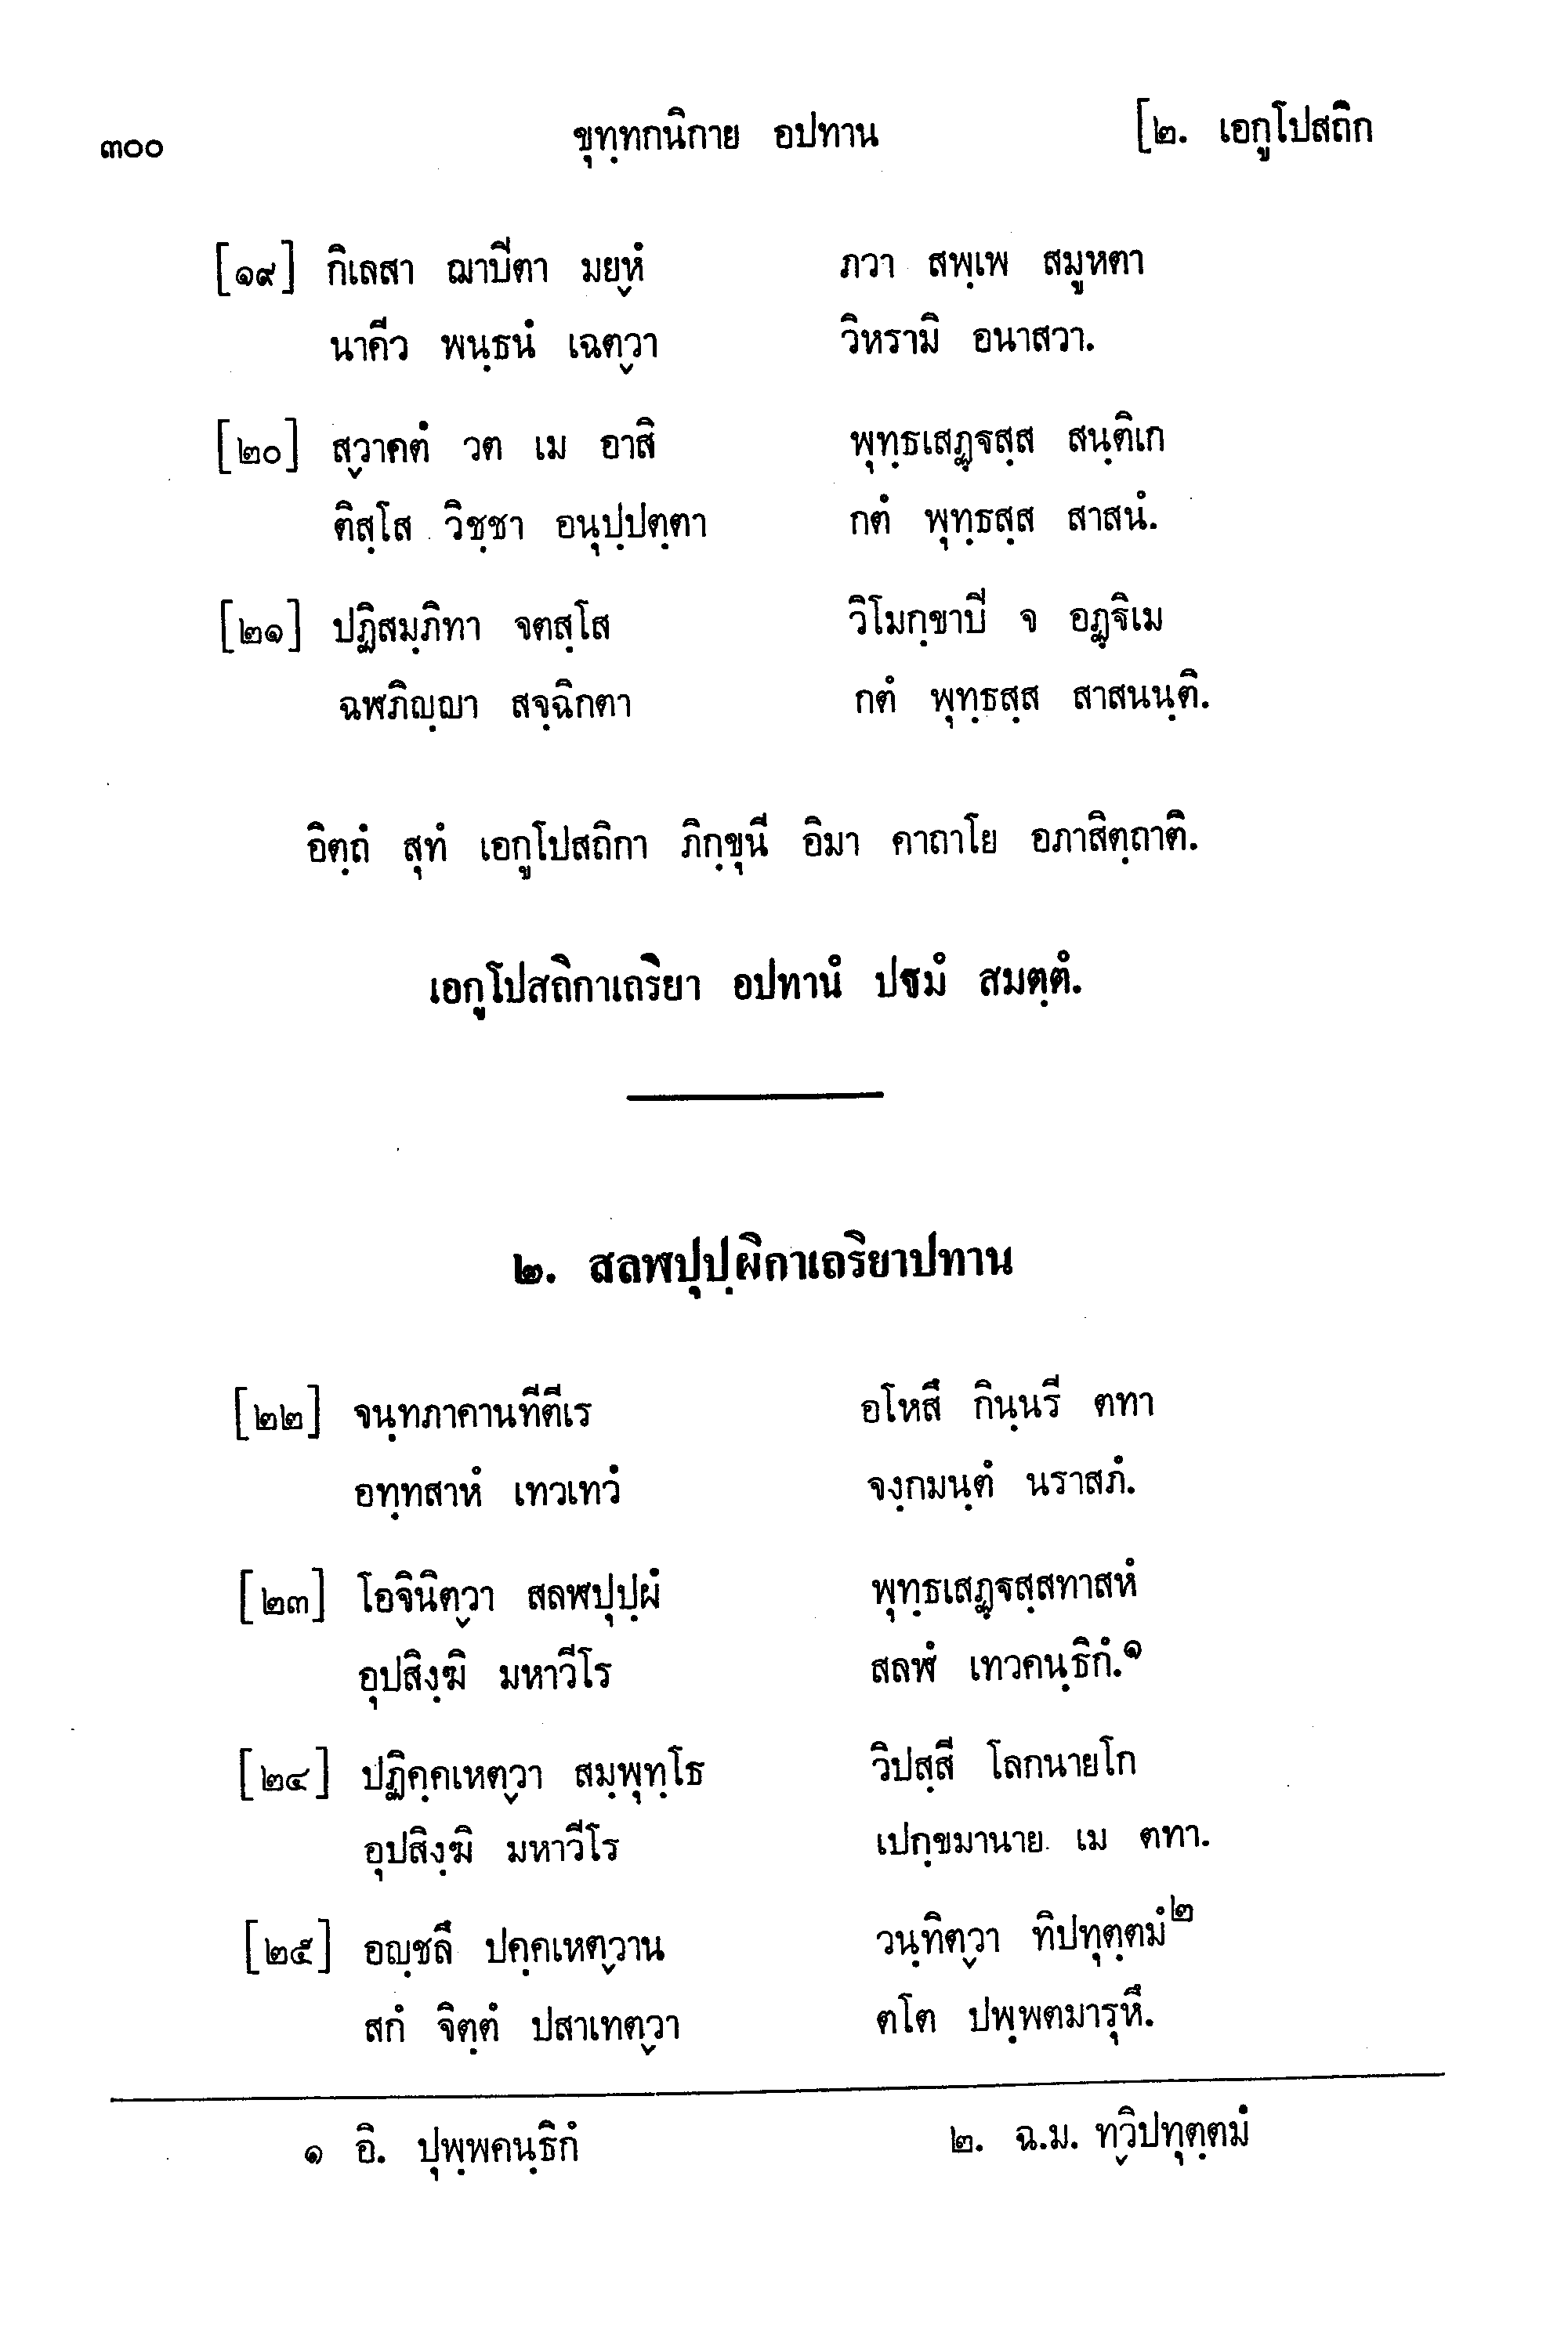 ๓๐๐ ขุทฺทกนิกาย อปทาน [๒. เอกูโปสถิก
[๑๙] กิเลสา ฌาปีตา มยฺหํ ภวา สพฺเพ สมูหตา
นาคีว พนฺธนํ เฉตฺวา วิหรามิ อนาสวา.
[๒๐] สฺวาคตํ วต เม อาสิ พุทฺธเสฏฺฐสฺส สนฺติเก
ติสฺโส วิชฺชา อนุปฺปตฺตา กตํ พุทฺธสฺส สาสนํ.
[๒๑] ปฏิสมฺภิทา จตสฺโส วิโมกฺขาปี จ อฏฺฐิเม
ฉฬภิญฺญา สจฺฉิกตา กตํ พุทฺธสฺส สาสนนฺติ.
อิตฺถํ สุทํ เอกูโปสถิกา ภิกฺขุนี อิมา คาถาโย อภาสิตฺถาติ.
เอกูโปสถิกาเถริยา อปทานํ ปฐมํ สมตฺตํ.
๒. สลฬปุปฺผิกาเถริยาปทาน
[๒๒] จนฺทภาคานทีตีเร อโหสึ กินฺนรี ตทา
อทฺทสาหํ เทวเทวํ จงฺกมนฺตํ นราสภํ.
[๒๓] โอจินิตฺวา สลฬปุปฺผํ พุทฺธเสฏฺฐสฺสทาสหํ
อุปสิงฺฆิ มหาวีโร สลฬํ เทวคนฺธิกํ.๑
[๒๔] ปฏิคฺคเหตฺวา สมฺพุทฺโธ วิปสฺสี โลกนายโก
อุปสิงฺฆิ มหาวีโร เปกฺขมานาย เม ตทา.
[๒๕] อญฺชลึ ปคฺคเหตฺวาน วนฺทิตฺวา ทิปทุตฺตมํ๒
สกํ จิตฺตํ ปสาเทตฺวา ตโต ปพฺพตมารุหึ.
๑ อิ. ปุพฺพคนฺธิกํ ๒. ฉ.ม. ทฺวิปทุตฺตมํ